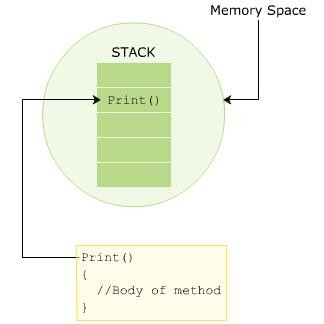 Memory Space
STACK
Print()
Print()
{
//Body of method
}